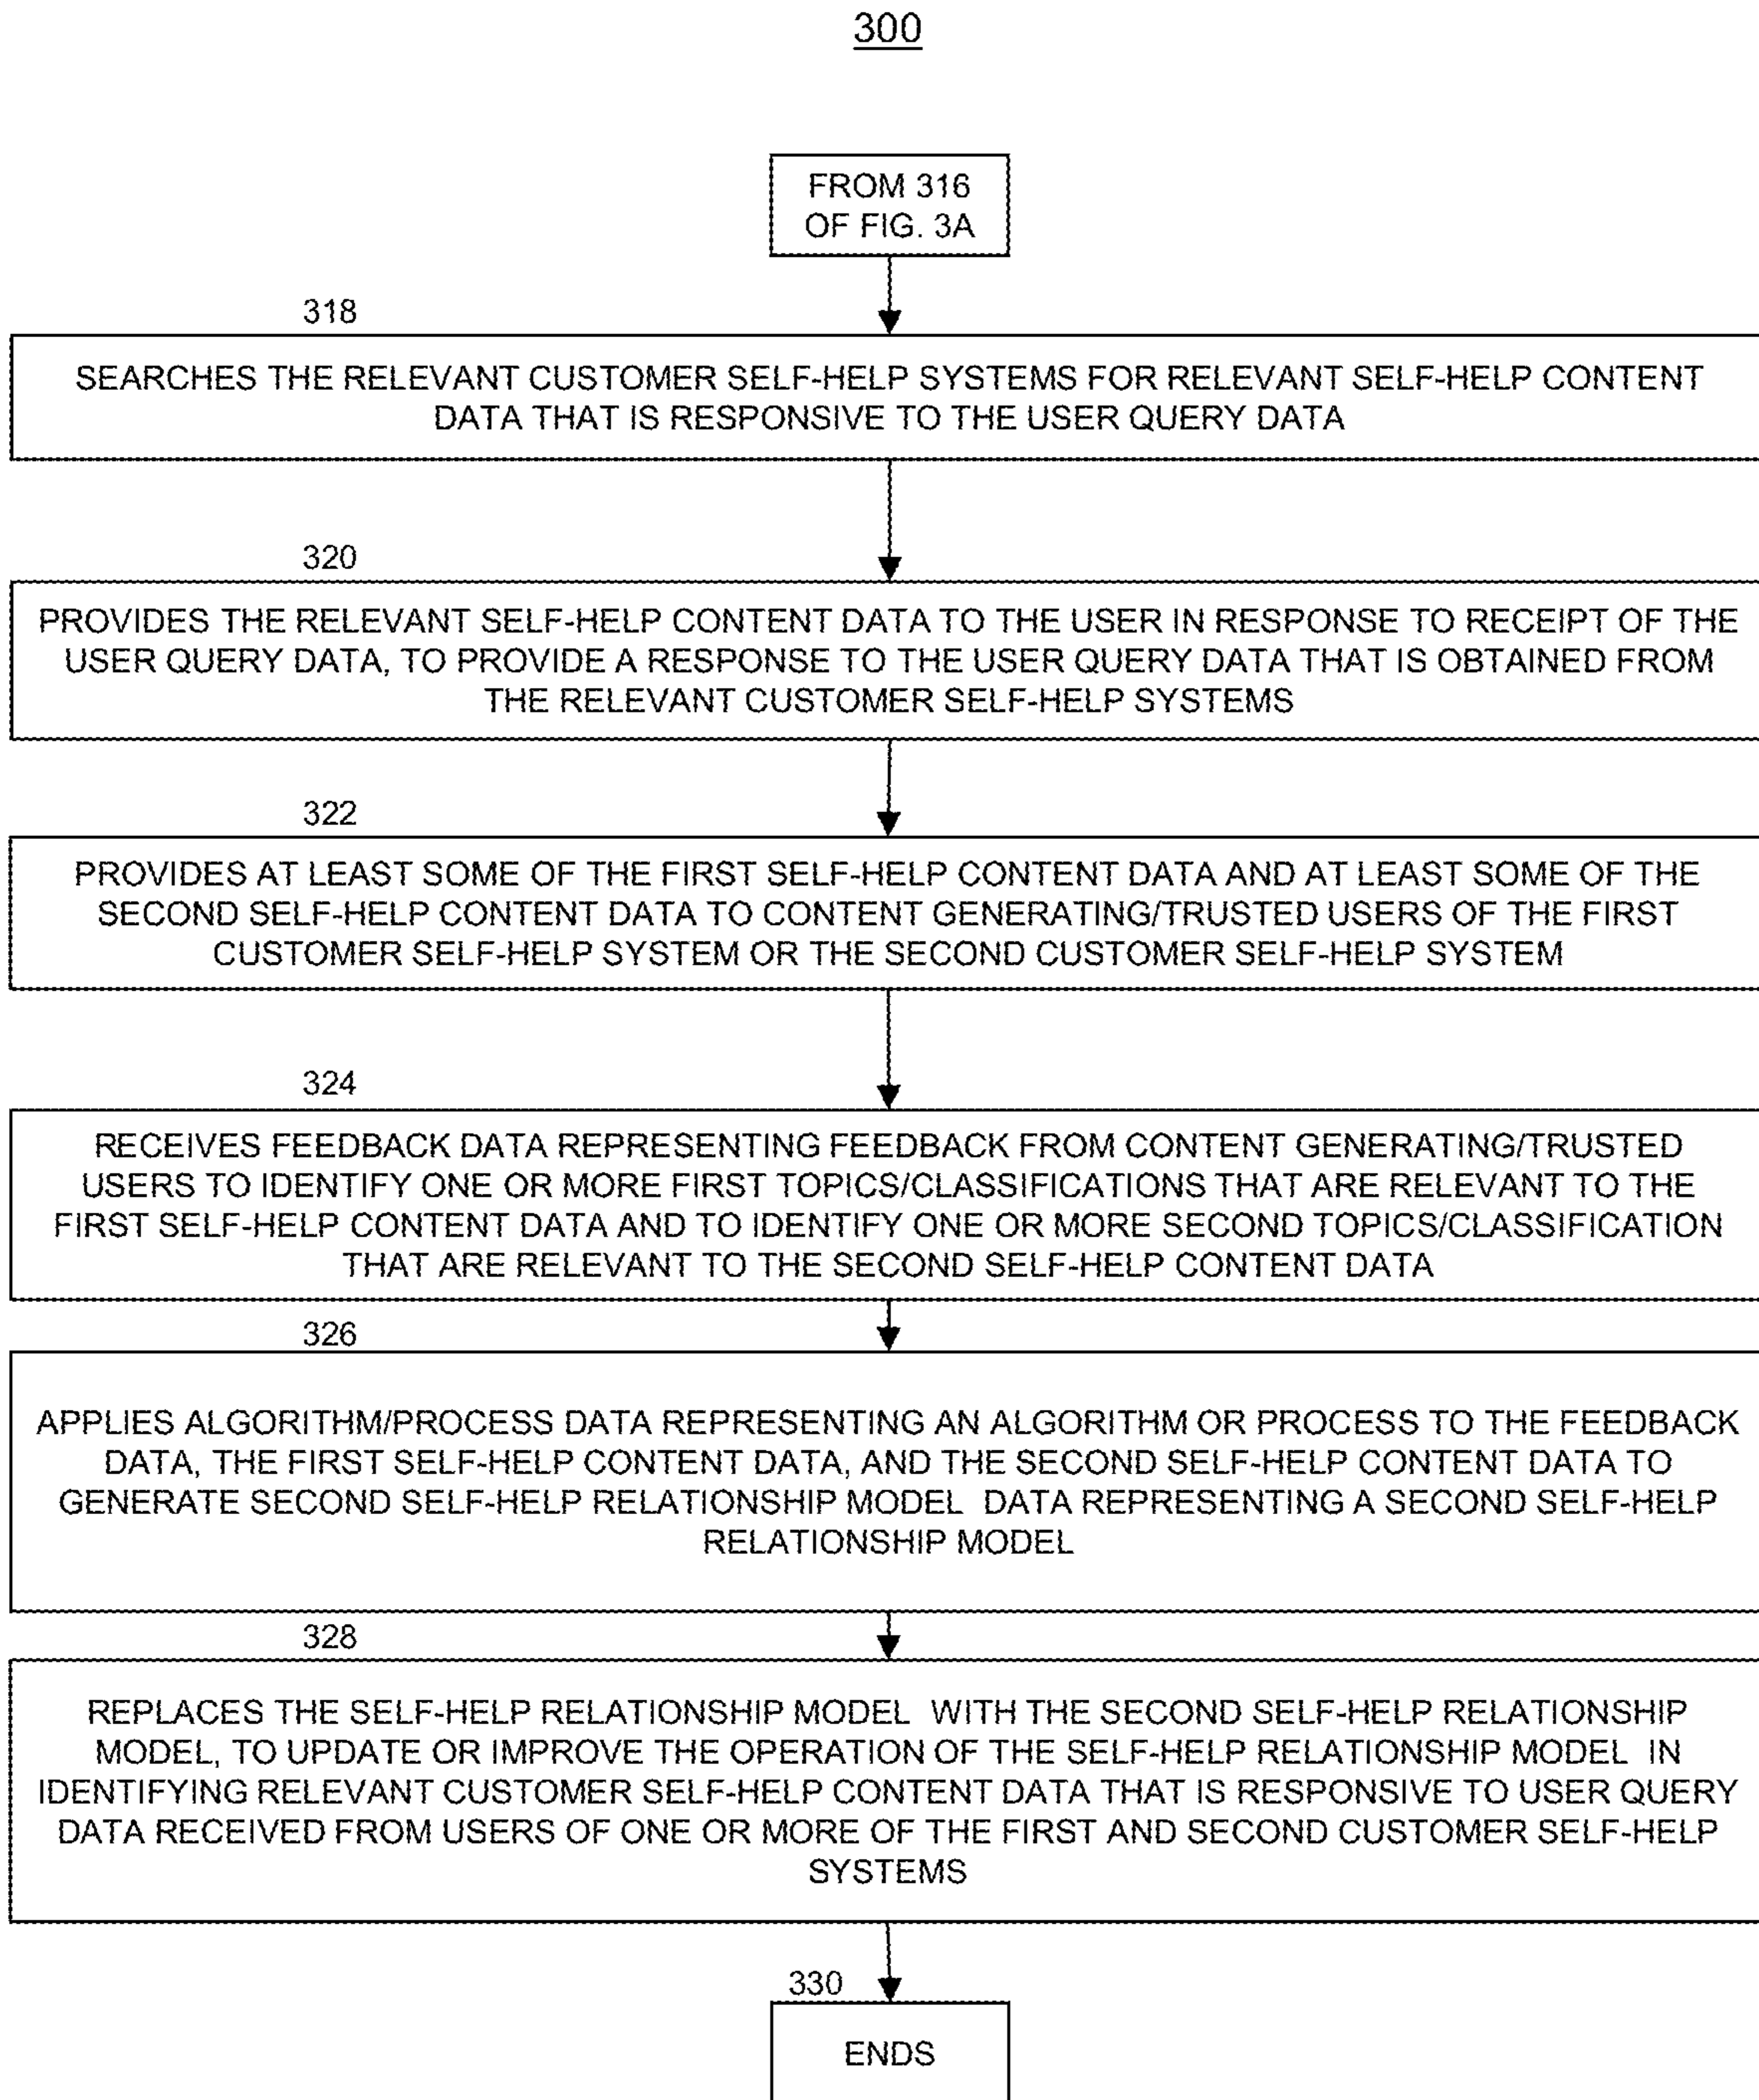 300
FROM 316
OF FIG. 3A
318
SEARCHES THE RELEVANT CUSTOMER SELF-HELP SYSTEMS FOR RELEVANT SELF-HELP CONTENT
DATA THAT IS RESPONSIVE TO THE USER QUERY DATA
320
PROVIDES THE RELEVANT SELF-HELP CONTENT DATA TO THE USER IN RESPONSE TO RECEIPT OF THE
USER QUERY DATA, TO PROVIDE A RESPONSE TO THE USER QUERY DATA THAT IS OBTAINED FROM
THE RELEVANT CUSTOMER SELF-HELP SYSTEMS
322
PROVIDES AT LEAST SOME OF THE FIRST SELF-HELP CONTENT DATA AND AT LEAST SOME OF THE
SECOND SELF-HELP CONTENT DATA TO CONTENT GENERATING/TRUSTED USERS OF THE FIRST
CUSTOMER SELF-HELP SYSTEM OR THE SECOND CUSTOMER SELF-HELP SYSTEM
324
RECEIVES FEEDBACK DATA REPRESENTING FEEDBACK FROM CONTENT GENERATING/TRUSTED
USERS TO IDENTIFY ONE OR MORE FIRST TOPICS/CLASSIFICATIONS THAT ARE RELEVANT TO THE
FIRST SELF-HELP CONTENT DATA AND TO IDENTIFY ONE OR MORE SECOND TOPICS/CLASSIFICATION
THAT ARE RELEVANT TO THE SECOND SELF-HELP CONTENT DATA
326
APPLIES ALGORITHM/PROCESS DATA REPRESENTING AN ALGORITHM OR PROCESS TO THE FEEDBACK
DATA, THE FIRST SELF-HELP CONTENT DATA, AND THE SECOND SELF-HELP CONTENT DATA TO
GENERATE SECOND SELF-HELP RELATIONSHIP MODEL DATA REPRESENTING A SECOND SELF-HELP
RELATIONSHIP MODEL
328
REPLACES THE SELF-HELP RELATIONSHIP MODEL WITH THE SECOND SELF-HELP RELATIONSHIP
MODEL, TO UPDATE OR IMPROVE THE OPERATION OF THE SELF-HELP RELATIONSHIP MODEL IN
IDENTIFYING RELEVANT CUSTOMER SELF-HELP CONTENT DATA THAT IS RESPONSIVE TO USER QUERY
DATA RECEIVED FROM USERS OF ONE OR MORE OF THE FIRST AND SECOND CUSTOMER SELF-HELP
SYSTEMS
330
ENDS